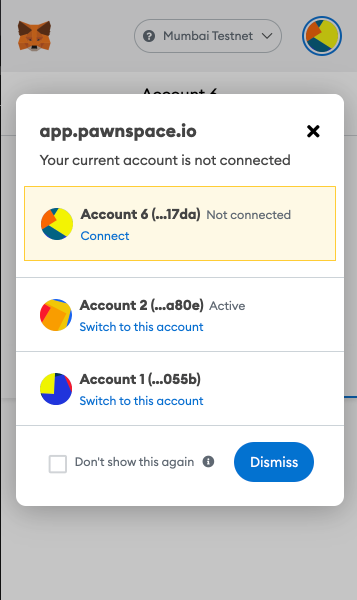 Mumbai Testnet
Account 6
app.pawnspace.io
Your current account is not connected
Account 6 (...17da) Not connected
Connect
Account 2 (...a80e) Active
Switch to this account
Account 1 (...055b)
Switch to this account
Don't show this again
Dismiss